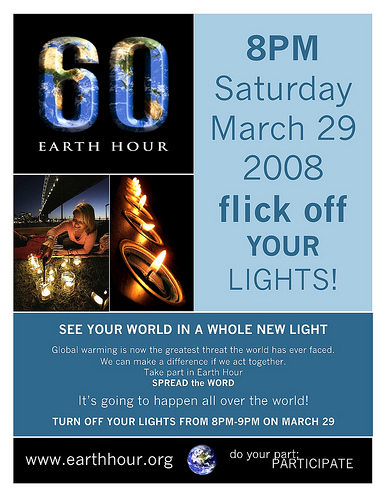 60
EARTH HOUR
8PM
Saturday
March 29
2008
flick off
YOUR
LIGHTS!
SEE YOUR WORLD IN A WHOLE NEW LIGHT
Global warming is now the greatest threat the world has ever faced.
We can make a difference if we act together.
Take part in Earth Hour
SPREAD the WORD
It's going to happen all over the world!
TURN OFF YOUR LIGHTS FROM 8PM-9PM ON MARCH 29
www.earthhour.org
do your part:
PARTICIPATE